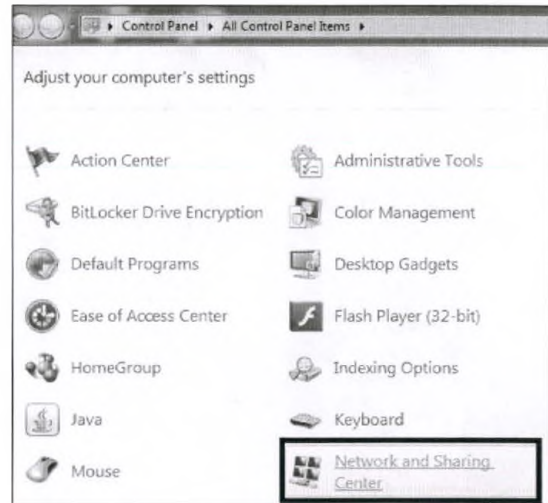 Control Panel ▸ All Control Panel Items ▸
Adjust your computer's settings
Action Center
Administrative Tools
BitLocker Drive Encryption
Color Management
Default Programs
Desktop Gadgets
Ease of Access Center
Flash Player (32-bit)
HomeGroup
Indexing Options
Java
Keyboard
Mouse
Network and Sharing
Center